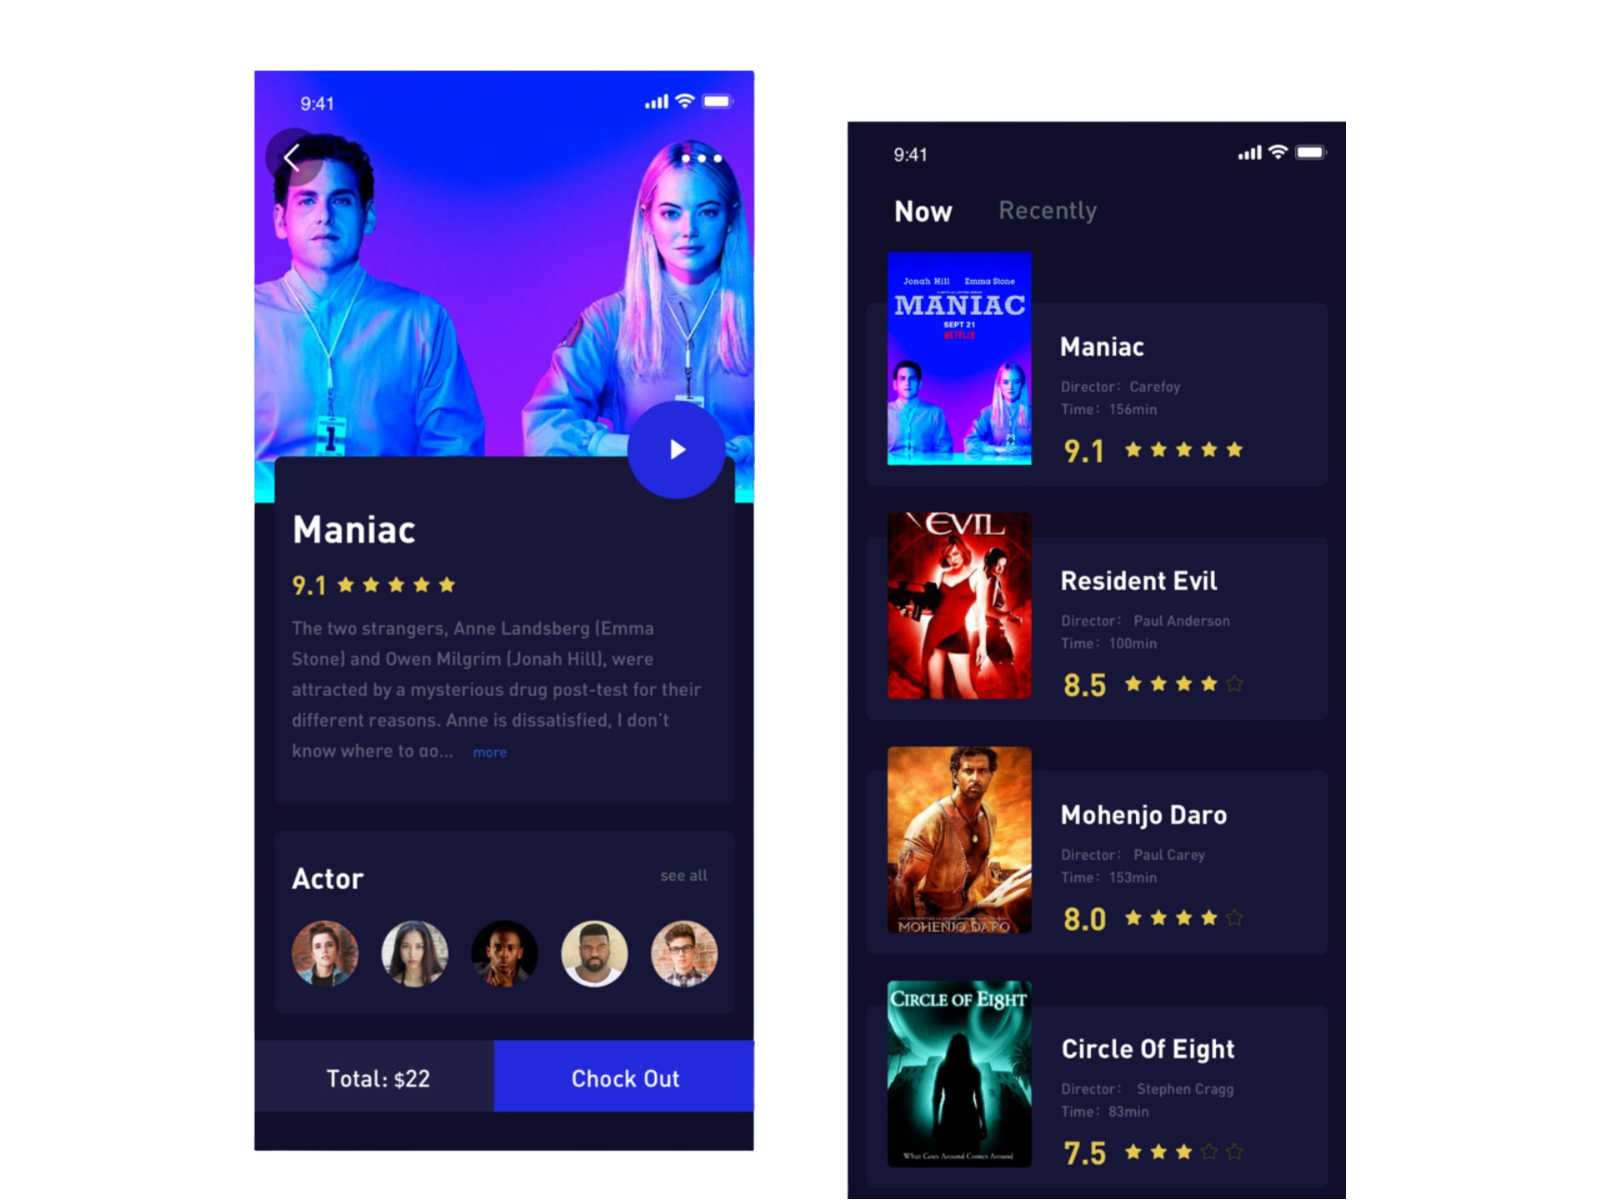 9:41
Maniac
9.1
The two strangers, Anne Landsberg (Emma
Stone) and Owen Milgrim (Jonah Hill), were
attracted by a mysterious drug post-test for their
different reasons. Anne is dissatisfied, I don't
know where to go... more
Actor
see all
Total: $22
Chock Out
1
9:41
Now
Recently
Jonah Hill Emma Stone
MANIAC
SEPT 21
NETFLIX
Maniac
Director: Carefoy
Time: 156min
9.1
EVIL
Resident Evil
Director: Paul Anderson
Time: 100min
8.5
MOHENJO DARO
Mohenjo Daro
Director: Paul Carey
Time: 153min
8.0
CIRCLE OF EI8HT
What Goes Around Comes Around
Circle Of Eight
Director: Stephen Cragg
Time: 83min
7.5